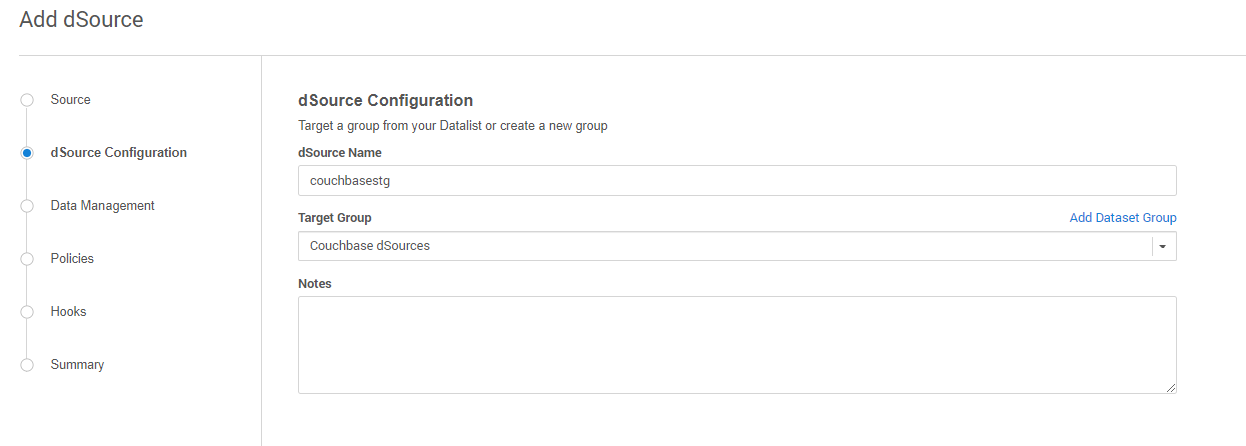 Add dSource
Source
dSource Configuration
Data Management
Policies
Hooks
Summary
dSource Configuration
Target a group from your Datalist or create a new group
dSource Name
couchbasestg
Target Group Add Dataset Group
Couchbase dSources
Notes